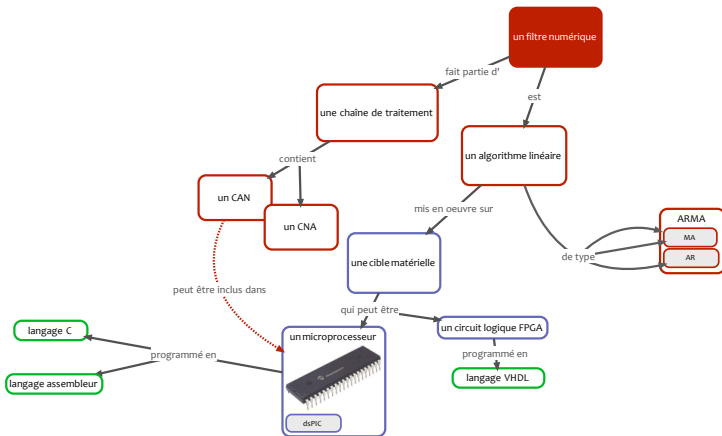 un filtre numérique
fait partie d'
est
une chaîne de traitement
un algorithme linéaire
contient
un CAN
un CNA
mis en oeuvre sur
ARMA
MA
AR
de type
une cible matérielle
peut être inclus dans
qui peut être
un microprocesseur
un circuit logique FPGA
langage C
programmé en
programmé en
langage assembleur
langage VHDL
dsPIC